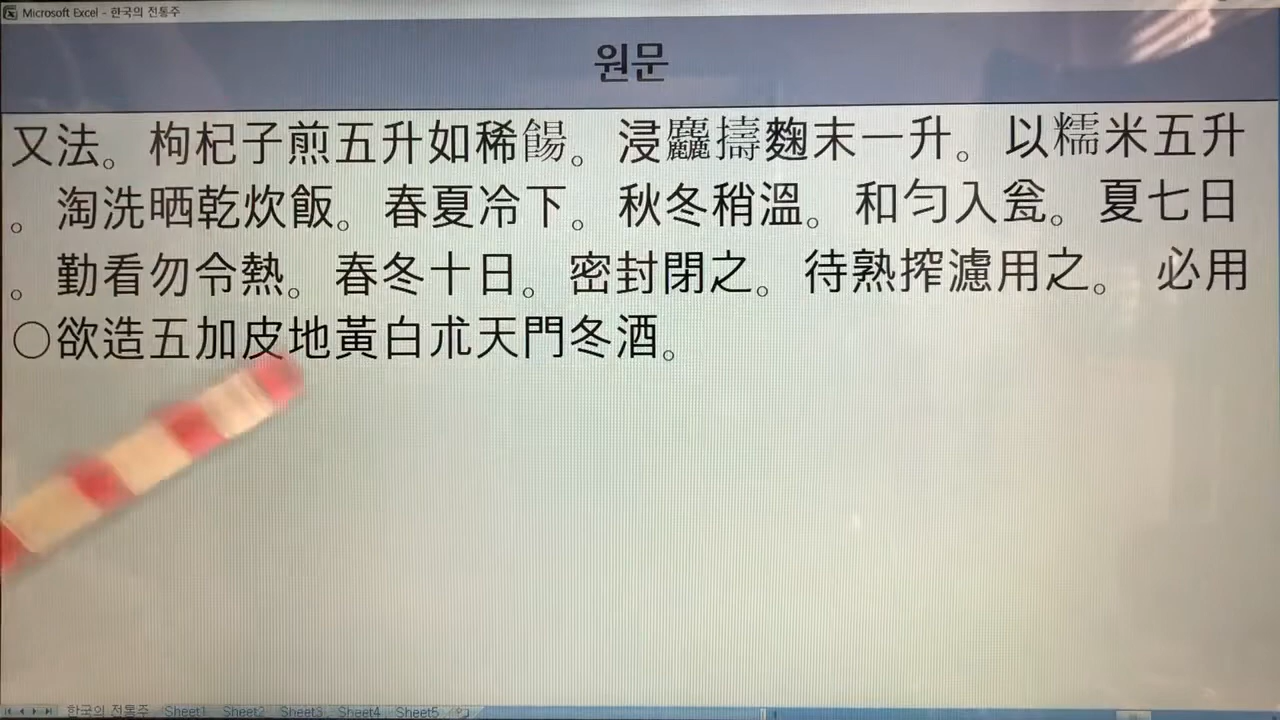 Microsoft Excel - 한국의 전통주
원문
又法。枸杞子煎五升如稀餳。浸麤擣麴末一升。以糯米五升
。淘洗晒乾炊飯。春夏冷下。秋冬稍溫。和匀入瓮。夏七日
。勤看勿令熱。春冬十日。密封閉之。待熟搾濾用之。 必用
○欲造五加皮地黃白朮天門冬酒。
한국의 전통주 Sheet1 Sheet2 Sheet3 Sheet4 Sheet5